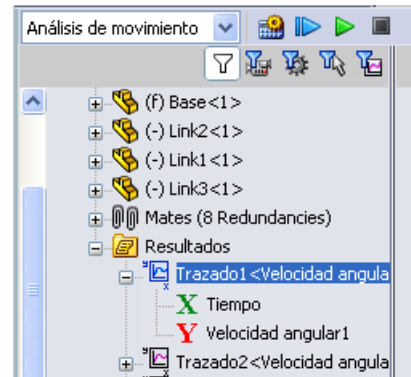 Análisis de movimiento
(f) Base<1>
(-) Link2<1>
(-) Link1<1>
(-) Link3<1>
Mates (8 Redundancies)
Resultados
Trazado1<Velocidad angula
X Tiempo
Y Velocidad angular1
Trazado2<Velocidad angula